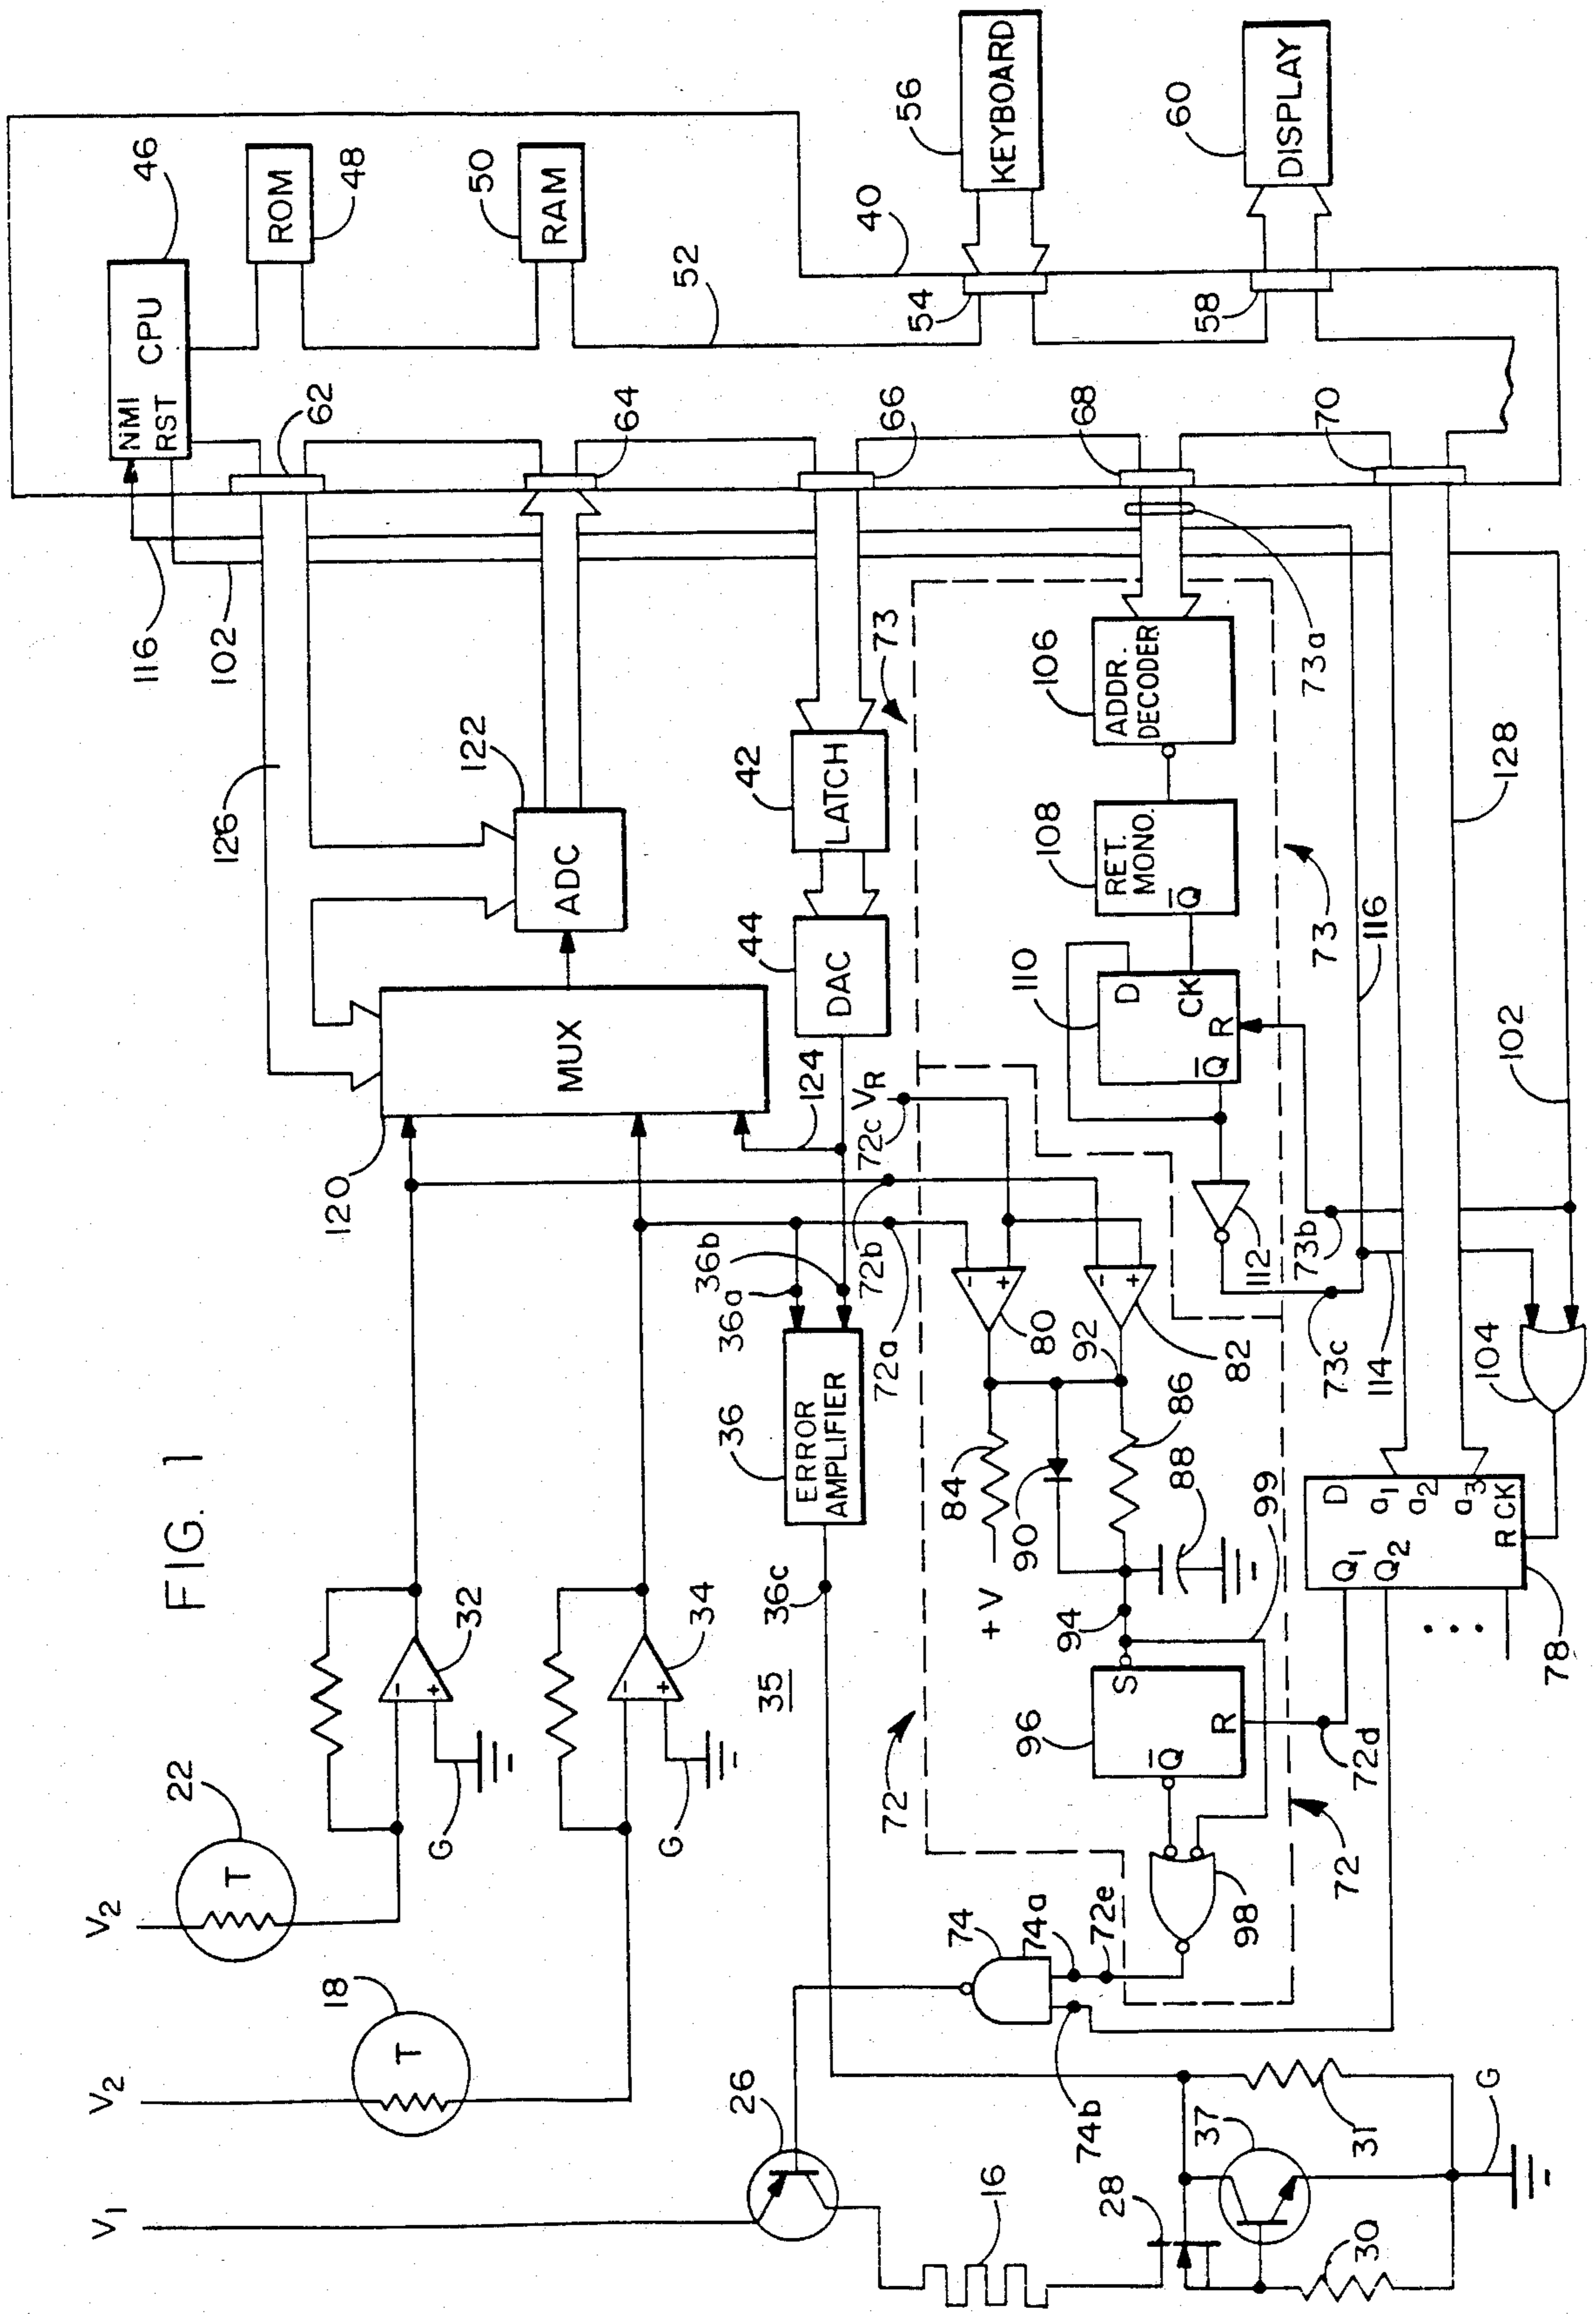 FIG. 1
V1
V2
V2
18
T
22
T
G
G
32
34
26
16
28
37
30
31
G
35
36c
36
ERROR
AMPLIFIER
36a
36b
72a
72b
72c
VR
124
120
MUX
44
DAC
42
LATCH
122
ADC
126
116
102
73
46
CPU
NMI
RST
ROM
48
50
RAM
52
62
64
66
68
70
54
58
40
56
KEYBOARD
60
DISPLAY
74
74a
74b
72e
98
72
72
96
S
Q
R
72d
99
94
+V
84
90
86
88
92
80
-
+
82
-
+
-
+
-
+
112
110
D
CK
Q
R
108
RET.
MONO.
Q
106
ADDR.
DECODER
73a
73
116
73b
73c
114
104
102
128
78
D
Q1
Q2
a1
a2
a3
R
CK